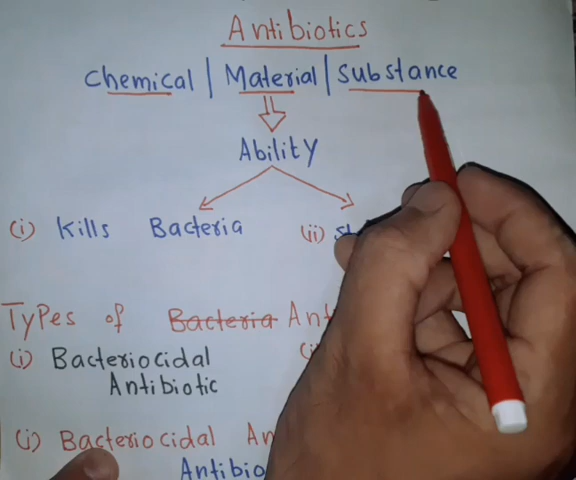 Antibiotics
Chemical | Material | Substance
Ability
(i) Kills Bacteria (ii)
Types of Bacteria Ant
(i) Bacteriocidal
Antibiotic
(i) Bacteriocidal An
Antibio